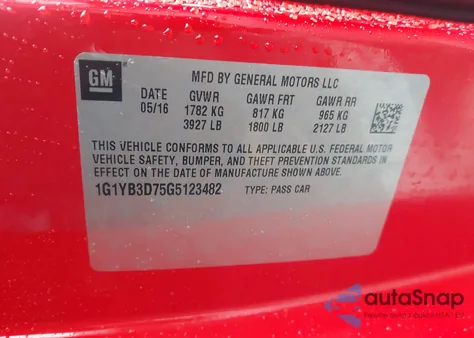 GM
MFD BY GENERAL MOTORS LLC
DATE GVWR GAWR FRT GAWR RR
05/16 1782 KG 817 KG 965 KG
3927 LB 1800 LB 2127 LB
THIS VEHICLE CONFORMS TO ALL APPLICABLE U.S. FEDERAL MOTOR
VEHICLE SAFETY, BUMPER, AND THEFT PREVENTION STANDARDS IN
EFFECT ON THE DATE OF MANUFACTURE SHOWN ABOVE.
1G1YB3D75G5123482 TYPE: PASS CAR
autoSnap